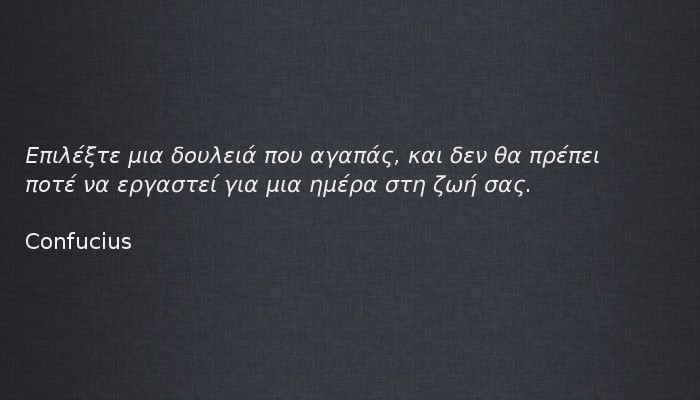 Επιλέξτε μια δουλειά που αγαπάς, και δεν θα πρέπει
ποτέ να εργαστεί για μια ημέρα στη ζωή σας.
Confucius